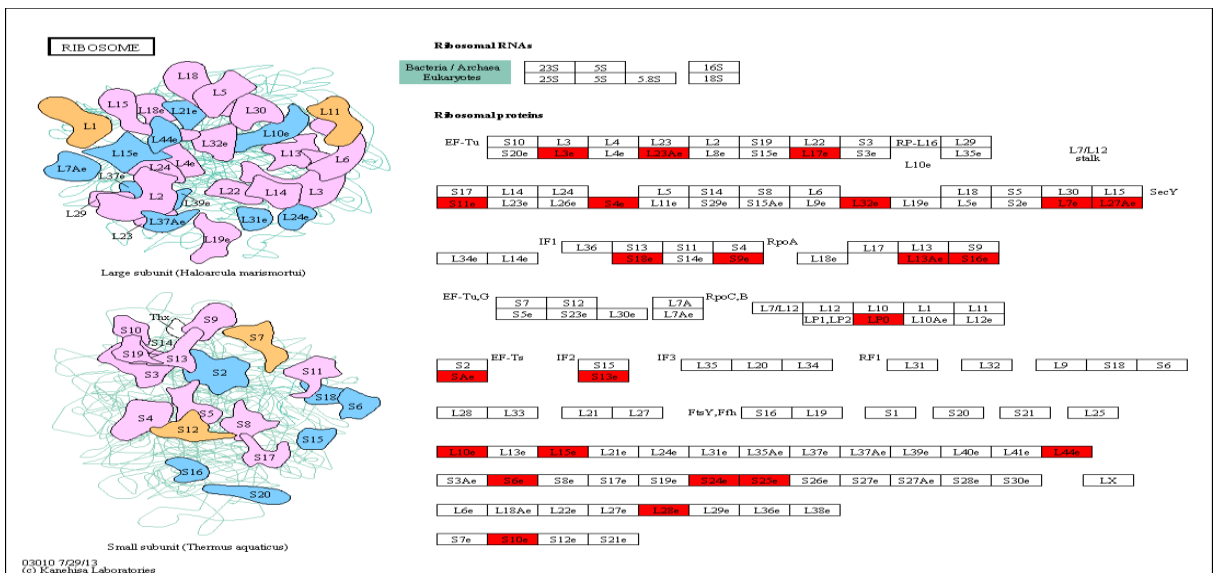 RIBOSOME
L18
L5
L15
L18e
L21e
L30
L11
L1
L10e
L44e
L32e
L15e
L13
L6
L7Ae
L37e
L24
L4e
L2
L22
L14
L3
L39e
L29
L37Ae
L31e
L24e
L23
L19e
Large subunit (Haloarcula marismortui)
Thx
S9
S10
S14
S7
S19
S13
S3
S2
S11
S18
S6
S4
S5
S12
S8
S15
S17
S16
S20
Small subunit (Thermus aquaticus)
03010 7/29/13
(c) Kanehisa Laboratories
Ribosomal RNAs
Bacteria / Archaea 23S 5S 16S
Eukaryotes 25S 5S 5.8S 18S
Ribosomal proteins
EF-Tu S10 L3 L4 L23 L2 S19 L22 S3 RP-L16 L29 L7/L12
S20e L3e L4e L23Ae L8e S15e L17e S3e L10e L35e stalk
S17 L14 L24 L5 S14 S8 L6 L18 S5 L30 L15 SecY
S11e L23e L26e S4e L11e S29e S15Ae L9e L32e L19e L5e S2e L7e L27Ae
IF1 L36 S13 S11 S4 RpoA L17 L13 S9
L34e L14e S18e S14e S9e L18e L13Ae S16e
EF-Tu,G S7 S12 L7A RpoC,B L7/L12 L12 L10 L1 L11
S5e S23e L30e L7Ae LP1,LP2 LP0 L10Ae L12e
S2 EF-Ts IF2 S15 IF3 L35 L20 L34 RF1 L31 L32 L9 S18 S6
SAe S13e
L28 L33 L21 L27 FtsY,Ffh S16 L19 S1 S20 S21 L25
L10e L13e L15e L21e L24e L31e L35Ae L37e L37Ae L39e L40e L41e L44e
S3Ae S6e S8e S17e S19e S24e S25e S26e S27e S27Ae S28e S30e LX
L6e L18Ae L22e L27e L28e L29e L36e L38e
S7e S10e S12e S21e